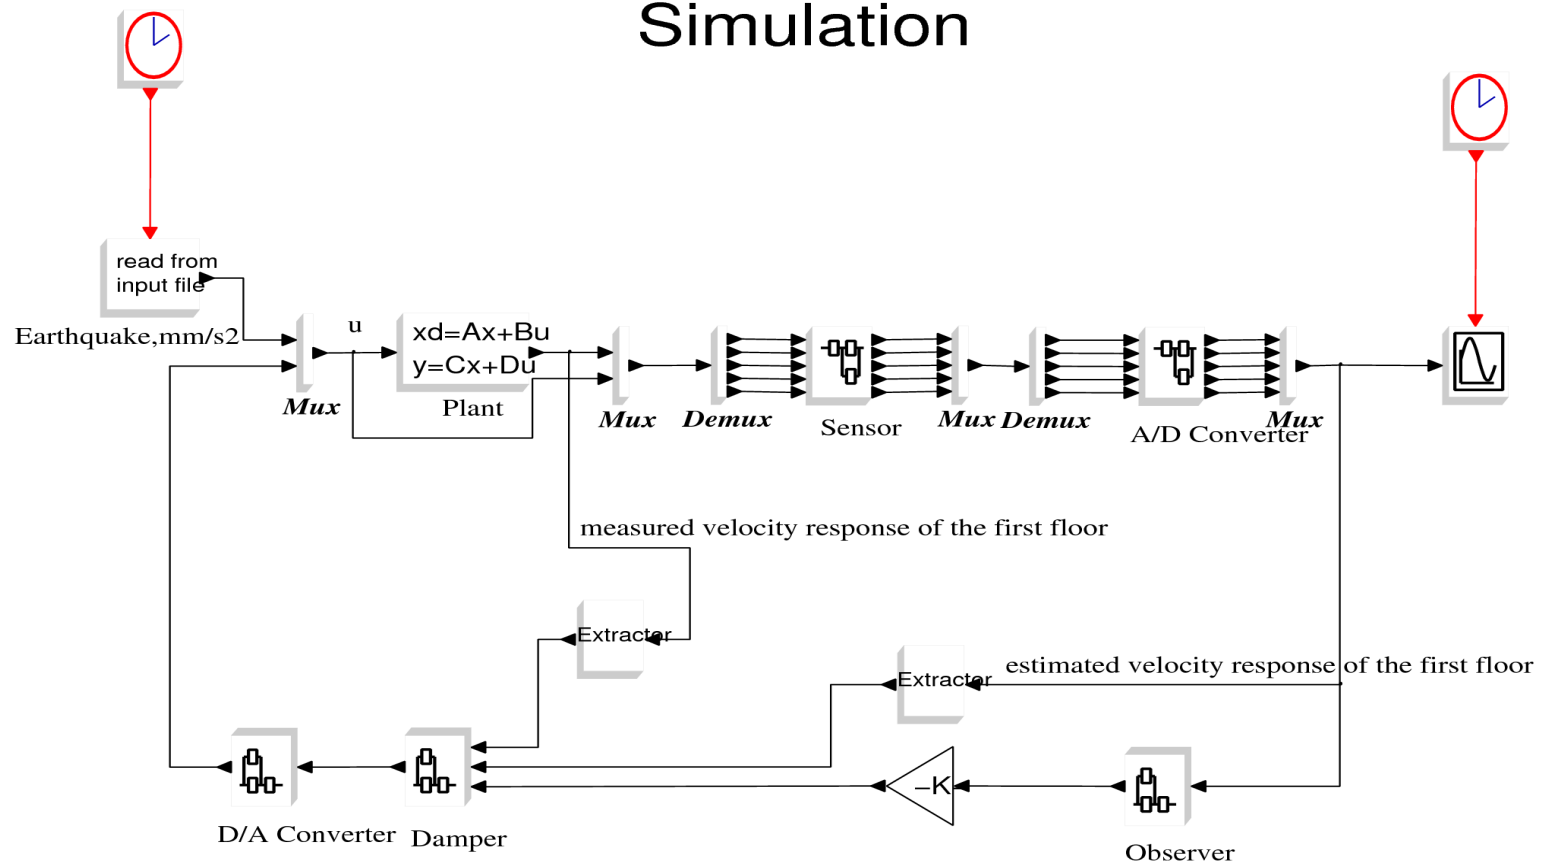 Simulation
read from
input file
Earthquake,mm/s2
u
xd=Ax+Bu
y=Cx+Du
Plant
Mux
Mux
Demux
Sensor
Mux
Demux
A/D Converter
Mux
measured velocity response of the first floor
Extractor
estimated velocity response of the first floor
Extractor
−K
D/A Converter
Damper
Observer